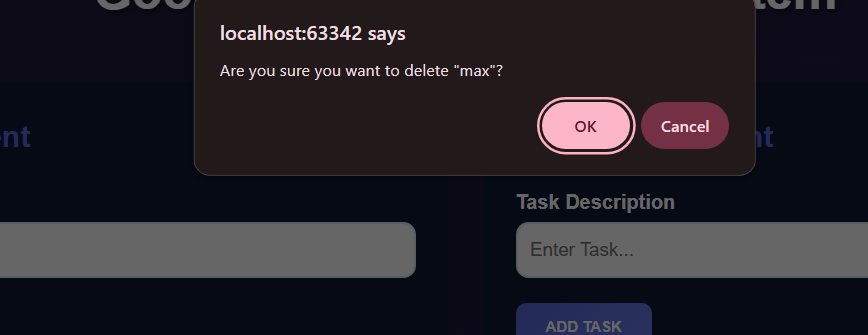 localhost:63342 says
Are you sure you want to delete "max"?
OK
Cancel
Task Description
Enter Task...
ADD TASK